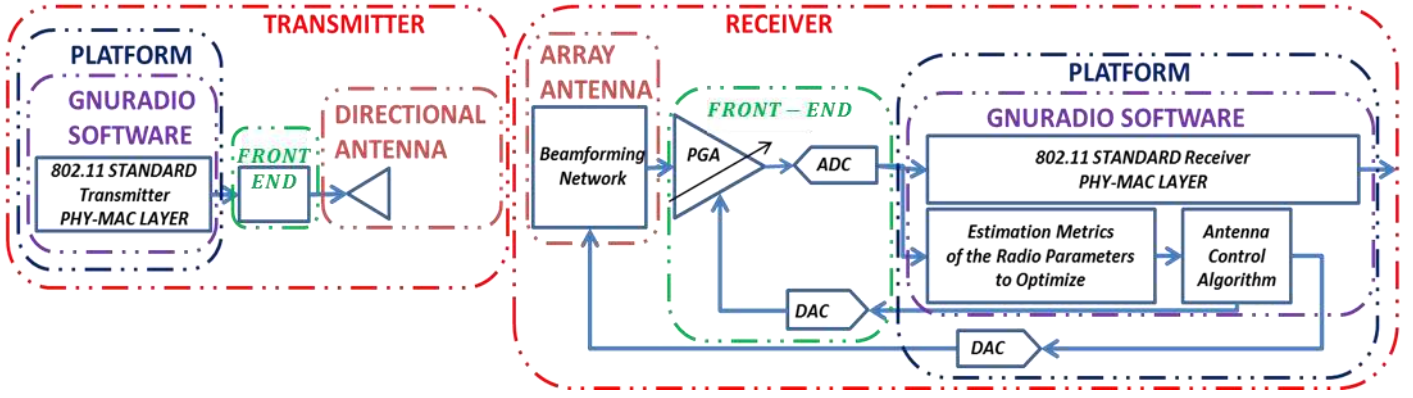 TRANSMITTER
PLATFORM
GNURADIO
SOFTWARE
802.11 STANDARD
Transmitter
PHY-MAC LAYER
FRONT
END
DIRECTIONAL
ANTENNA
RECEIVER
ARRAY
ANTENNA
Beamforming
Network
FRONT-END
PGA
ADC
DAC
PLATFORM
GNURADIO SOFTWARE
802.11 STANDARD Receiver
PHY-MAC LAYER
Estimation Metrics
of the Radio Parameters
to Optimize
Antenna
Control
Algorithm
DAC